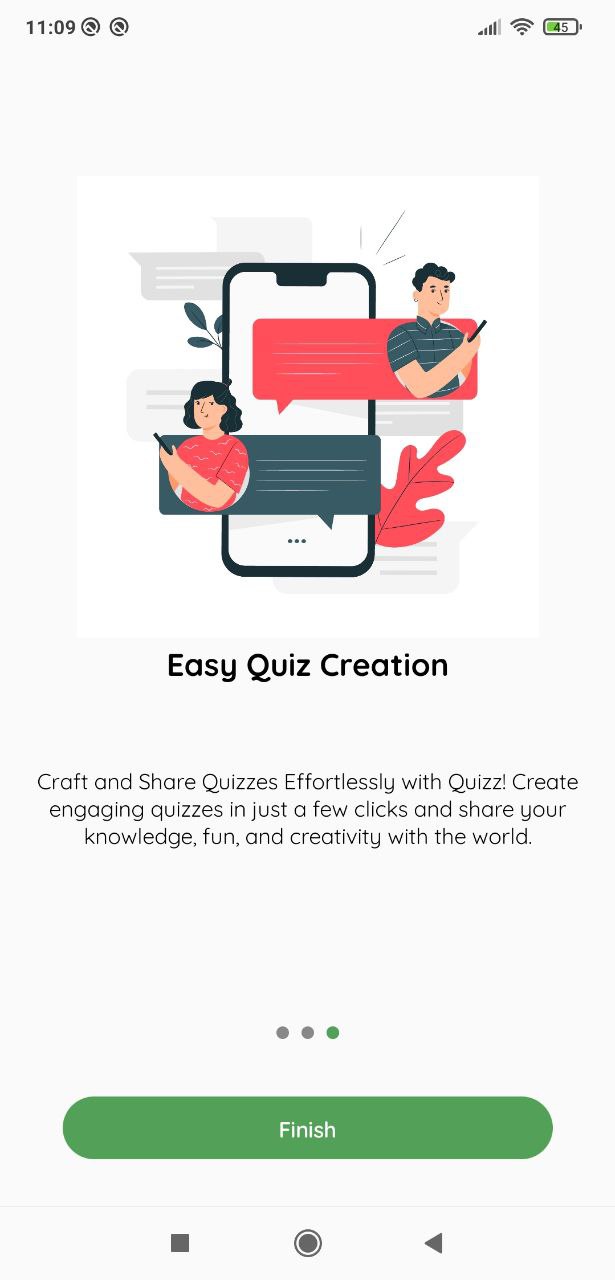 11:09
45
Easy Quiz Creation
Craft and Share Quizzes Effortlessly with Quizz! Create
engaging quizzes in just a few clicks and share your
knowledge, fun, and creativity with the world.
Finish